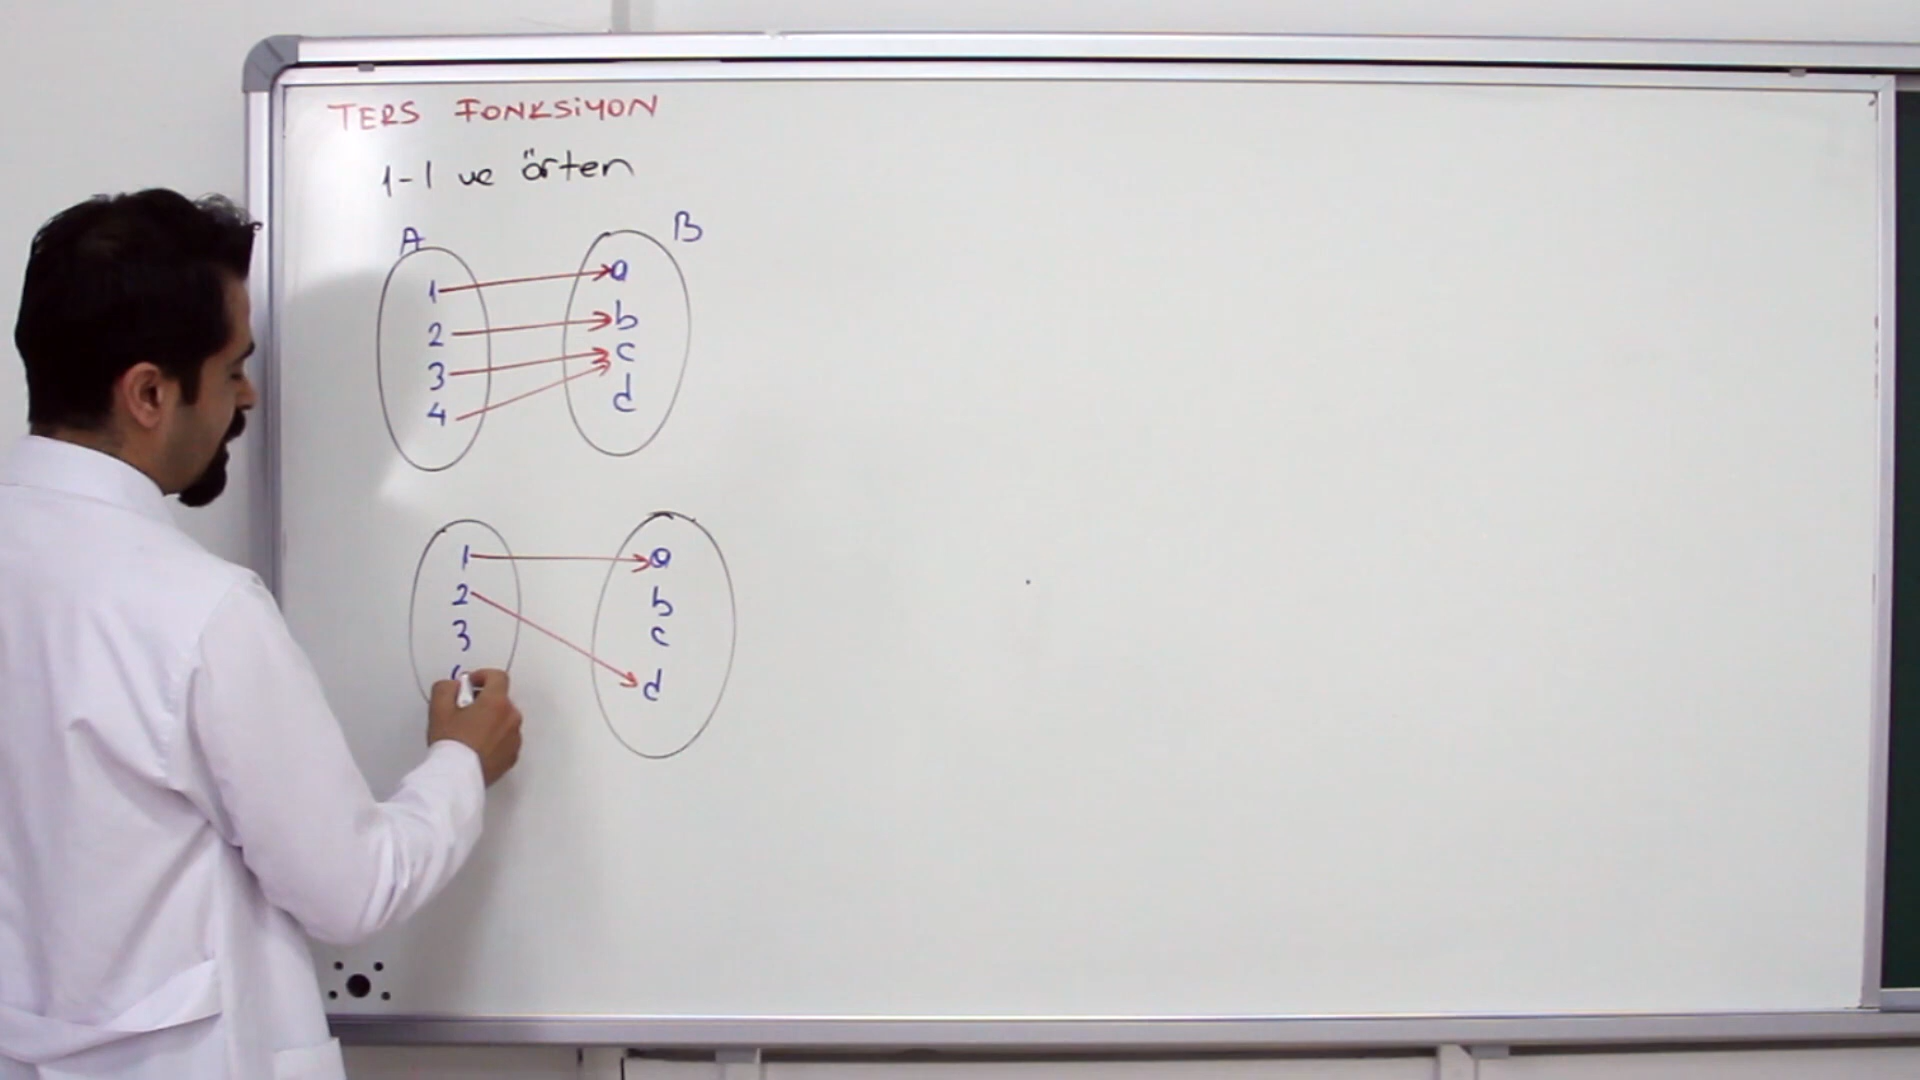 TERS FONKSİYON
1-1 ve örten
A B
1 a
2 b
3 c
4 d
1 a
2 b
3 c
d